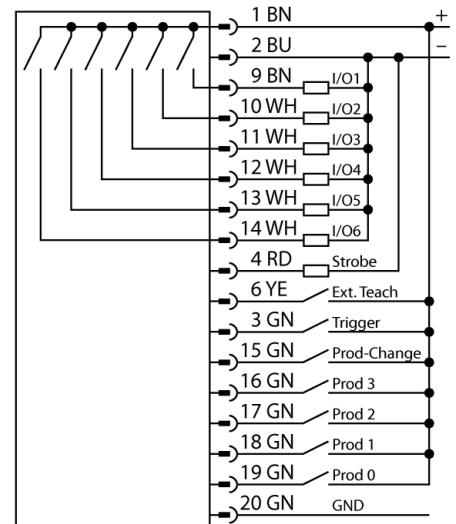 1 BN +
2 BU −
9 BN I/O1
10 WH I/O2
11 WH I/O3
12 WH I/O4
13 WH I/O5
14 WH I/O6
4 RD Strobe
6 YE Ext. Teach
3 GN Trigger
15 GN Prod-Change
16 GN Prod 3
17 GN Prod 2
18 GN Prod 1
19 GN Prod 0
20 GN GND